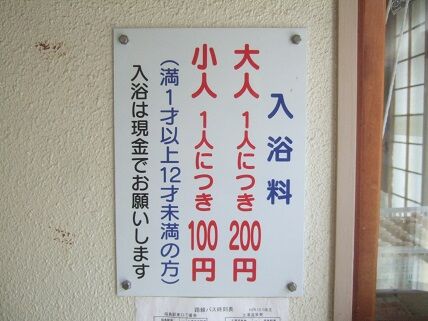 入浴料
大人 1人につき 200円
小人 1人につき 100円
(満1才以上12才未満の方)
入浴は現金でお願いします
路線バス時刻表